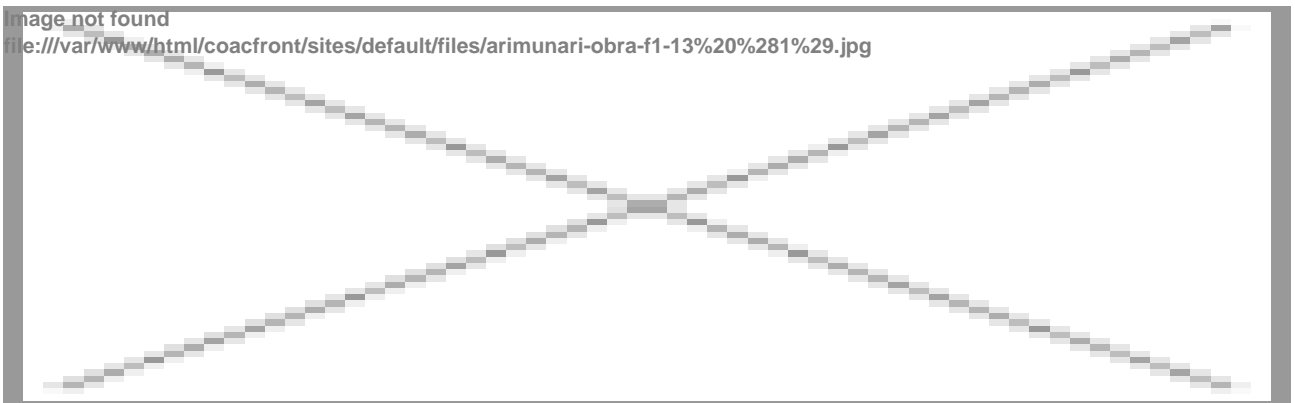 Image not found
file:///var/www/html/coacfront/sites/default/files/arimunari-obra-f1-13%20%281%29.jpg